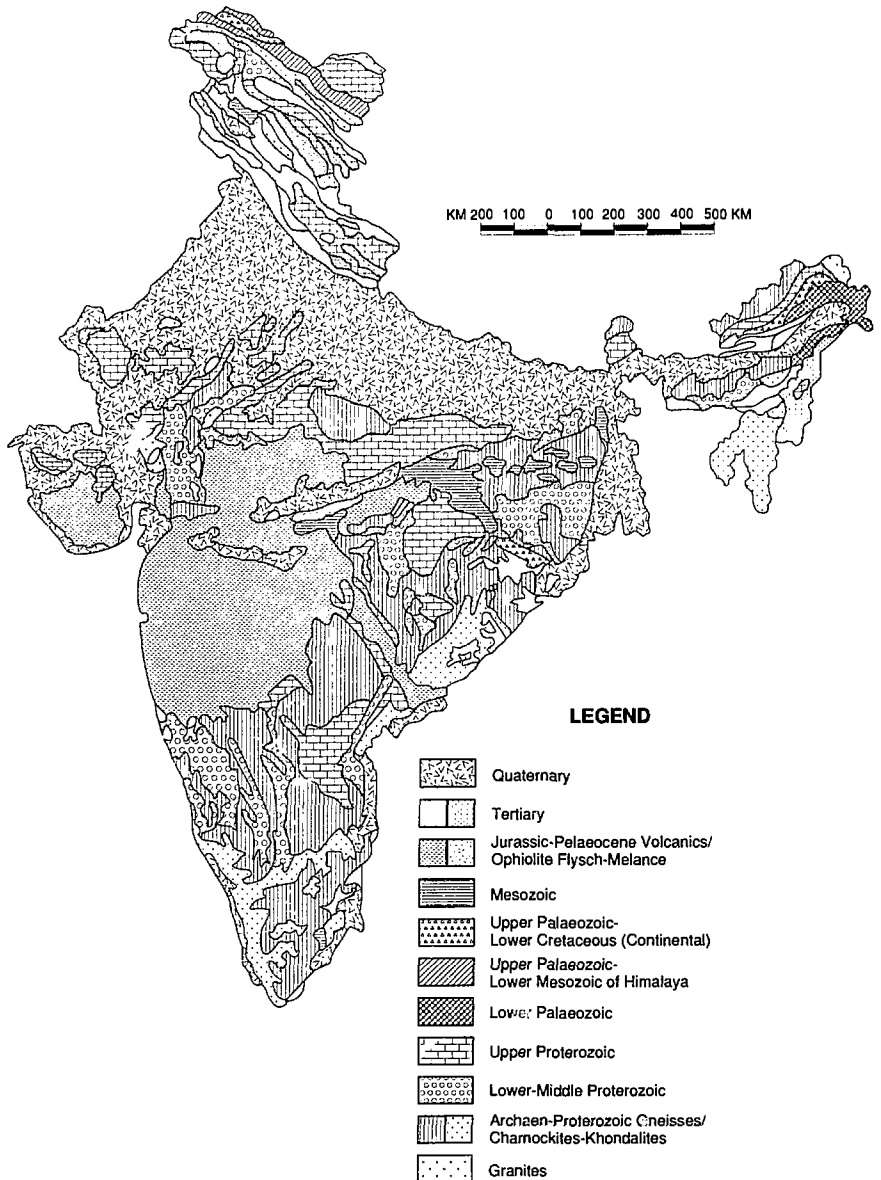 KM 200 100 0 100 200 300 400 500 KM
LEGEND
Quaternary
Tertiary
Jurassic-Pelaeocene Volcanics/
Ophiolite Flysch-Melance
Mesozoic
Upper Palaeozoic-
Lower Cretaceous (Continental)
Upper Palaeozoic-
Lower Mesozoic of Himalaya
Lower Palaeozoic
Upper Proterozoic
Lower-Middle Proterozoic
Archaen-Proterozoic Gneisses/
Charnockites-Khondalites
Granites